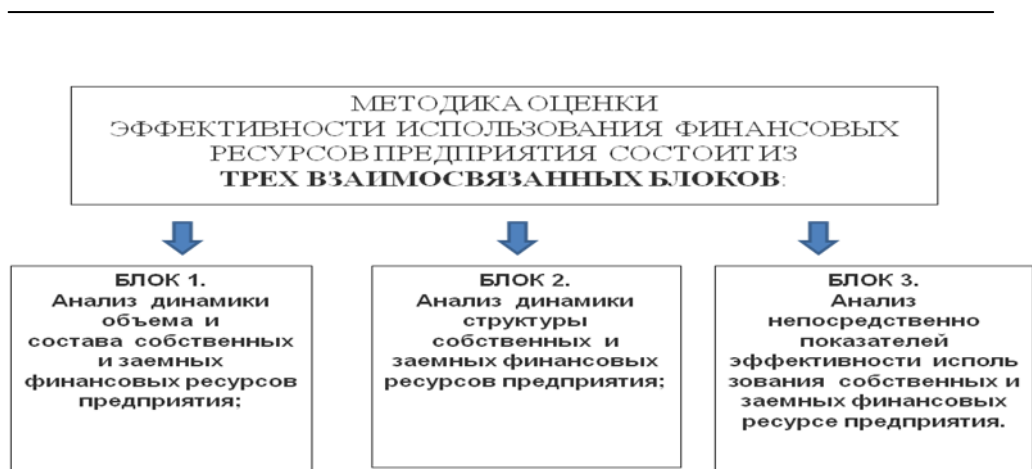 МЕТОДИКА ОЦЕНКИ
ЭФФЕКТИВНОСТИ ИСПОЛЬЗОВАНИЯ ФИНАНСОВЫХ
РЕСУРСОВ ПРЕДПРИЯТИЯ СОСТОИТ ИЗ
ТРЕХ ВЗАИМОСВЯЗАННЫХ БЛОКОВ:
БЛОК 1.
Анализ динамики
объема и
состава собственных
и заемных
финансовых ресурсов
предприятия;
БЛОК 2.
Анализ динамики
структуры
собственных и
заемных финансовых
ресурсов предприятия;
БЛОК 3.
Анализ
непосредственно
показателей
эффективности исполь
зования собственных и
заемных финансовых
ресурсе предприятия.